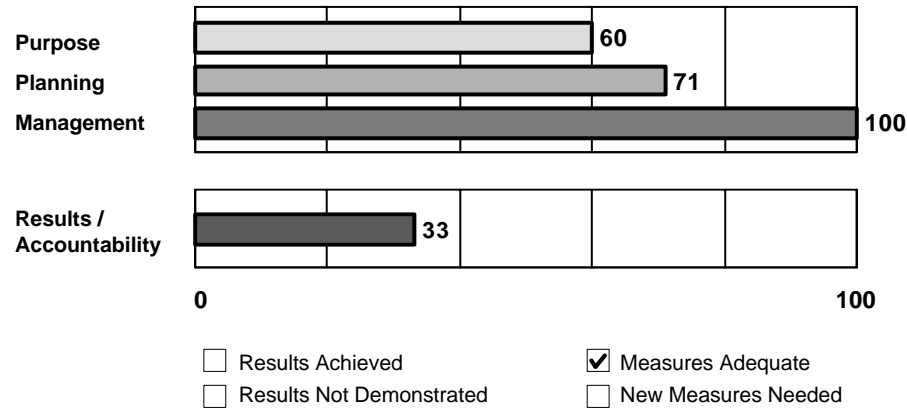 Purpose 60
Planning 71
Management 100
Results / 33
Accountability
0 100
Results Achieved Measures Adequate
Results Not Demonstrated New Measures Needed